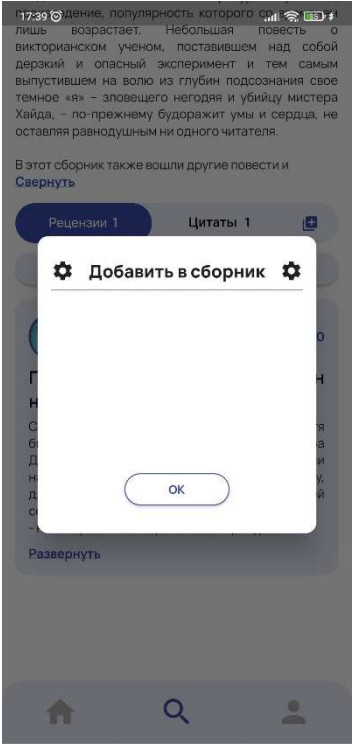 17:39
лишь возрастает. Небольшая повесть о
викторианском ученом, поставившем над собой
дерзкий и опасный эксперимент и тем самым
выпустившем на волю из глубин подсознания свое
темное «я» – зловещего негодяя и убийцу мистера
Хайда, – по-прежнему будоражит умы и сердца, не
оставляя равнодушным ни одного читателя.
В этот сборник также вошли другие повести и
Свернуть
Рецензии 1
Цитаты 1
Добавить в сборник
ОК
Развернуть